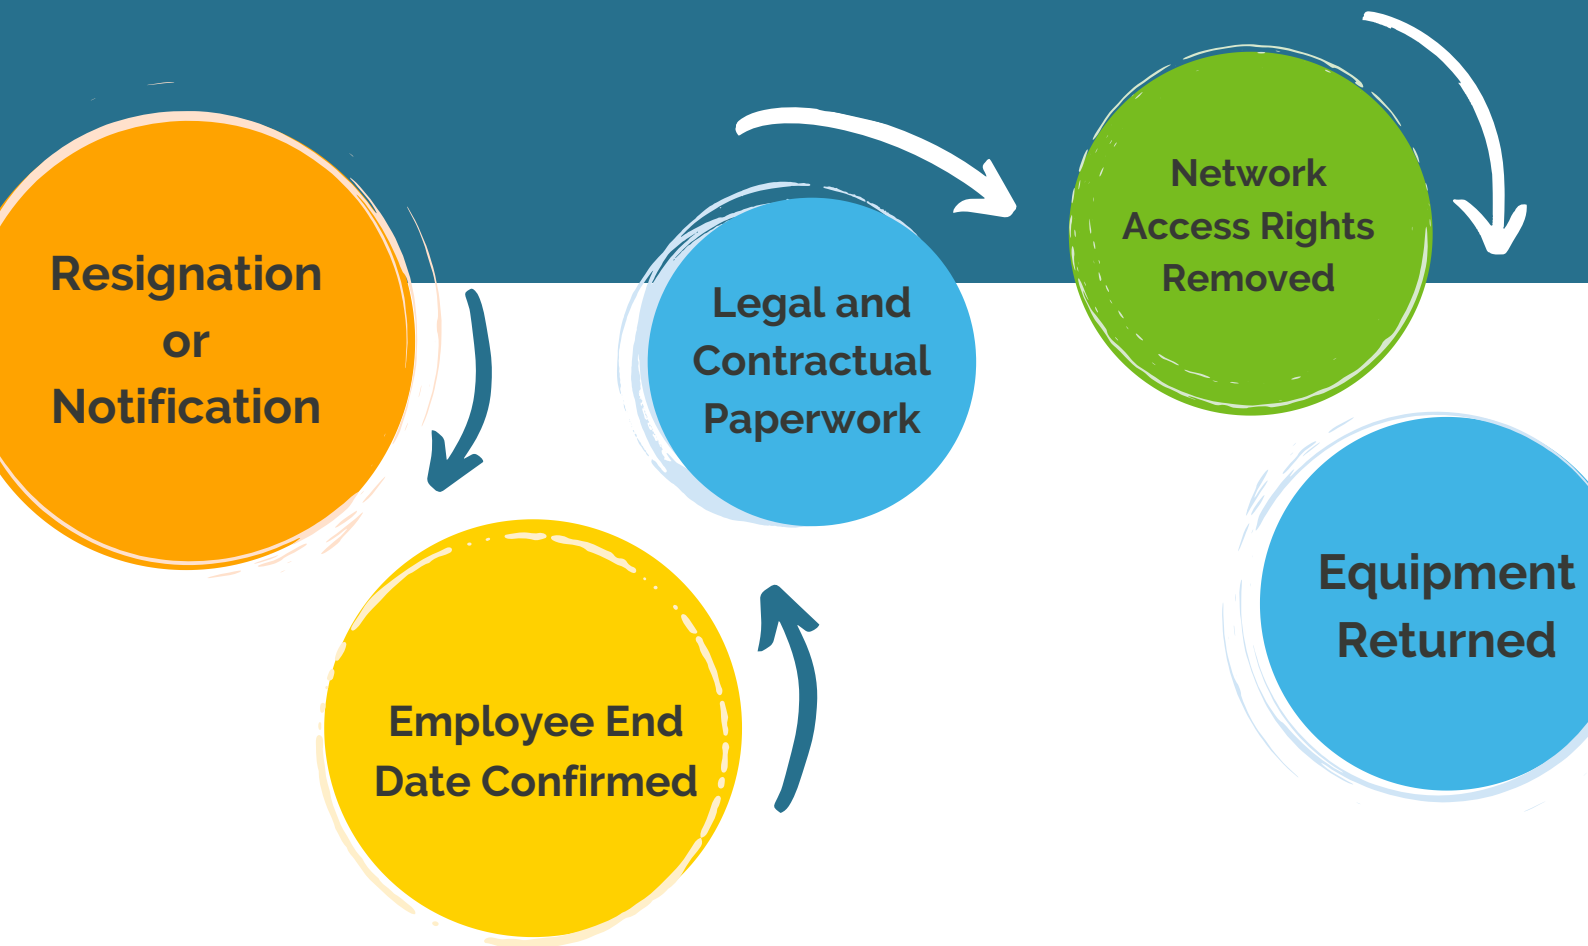 Resignation
or
Notification
Employee End
Date Confirmed
Legal and
Contractual
Paperwork
Network
Access Rights
Removed
Equipment
Returned